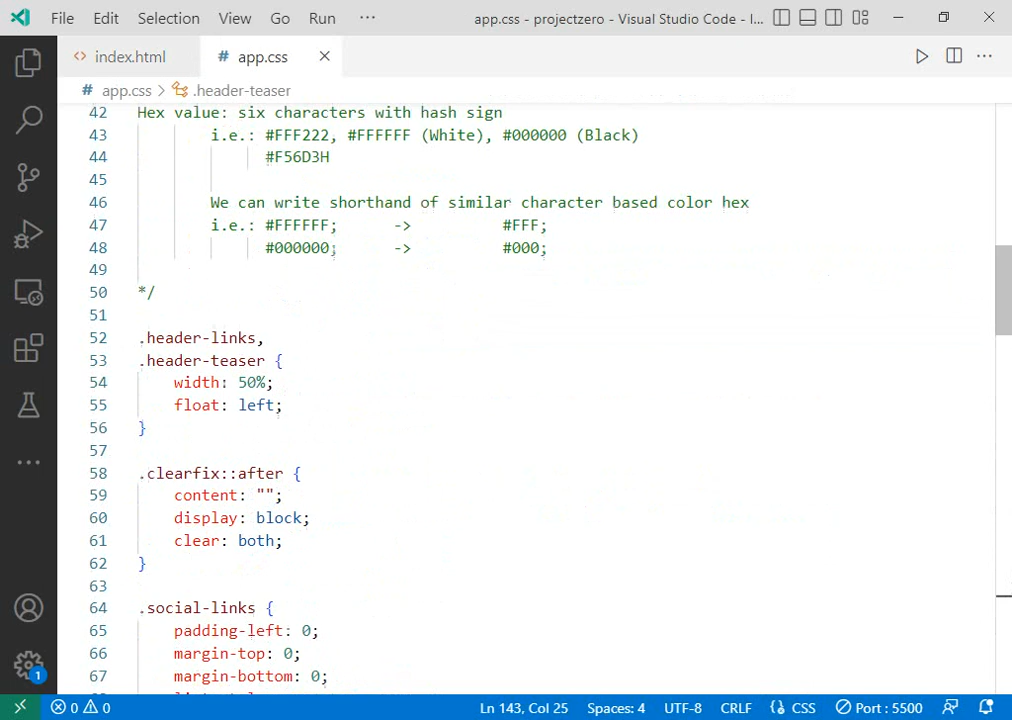 File Edit Selection View Go Run ··· app.css - projectzero - Visual Studio Code - I...
<> index.html # app.css ×
# app.css > .header-teaser
42 Hex value: six characters with hash sign
43 i.e.: #FFF222, #FFFFFF (White), #000000 (Black)
44 #F56D3H
45
46 We can write shorthand of similar character based color hex
47 i.e.: #FFFFFF; -> #FFF;
48 #000000; -> #000;
49
50 */
51
52 .header-links,
53 .header-teaser {
54 width: 50%;
55 float: left;
56 }
57
58 .clearfix::after {
59 content: "";
60 display: block;
61 clear: both;
62 }
63
64 .social-links {
65 padding-left: 0;
66 margin-top: 0;
67 margin-bottom: 0;
1
0 0 Ln 143, Col 25 Spaces: 4 UTF-8 CRLF {} CSS Port : 5500